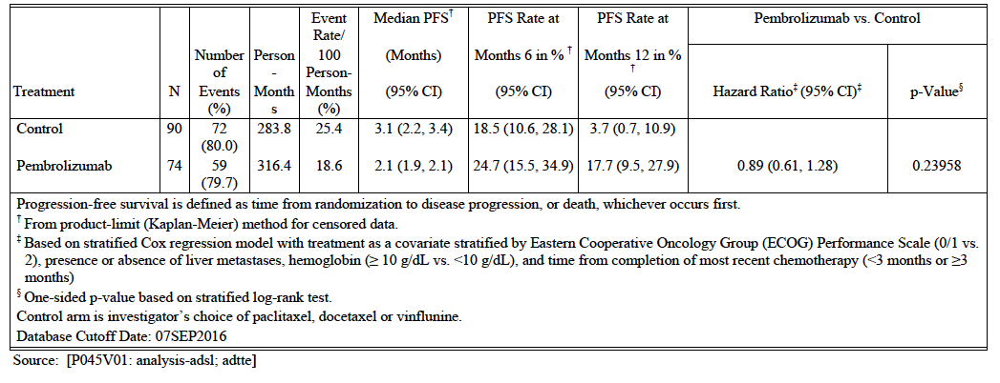 Treatment N Number of Events (%) Person-Months Event Rate/ 100 Person-Months (%) Median PFS† (Months) (95% CI) PFS Rate at Months 6 in % † (95% CI) PFS Rate at Months 12 in % † (95% CI) Pembrolizumab vs. Control
Hazard Ratio‡ (95% CI)‡ p-Value§
Control 90 72 (80.0) 283.8 25.4 3.1 (2.2, 3.4) 18.5 (10.6, 28.1) 3.7 (0.7, 10.9)
Pembrolizumab 74 59 (79.7) 316.4 18.6 2.1 (1.9, 2.1) 24.7 (15.5, 34.9) 17.7 (9.5, 27.9) 0.89 (0.61, 1.28) 0.23958
Progression-free survival is defined as time from randomization to disease progression, or death, whichever occurs first.
† From product-limit (Kaplan-Meier) method for censored data.
‡ Based on stratified Cox regression model with treatment as a covariate stratified by Eastern Cooperative Oncology Group (ECOG) Performance Scale (0/1 vs.
2), presence or absence of liver metastases, hemoglobin (≥ 10 g/dL vs. <10 g/dL), and time from completion of most recent chemotherapy (<3 months or ≥3
months)
§ One-sided p-value based on stratified log-rank test.
Control arm is investigator’s choice of paclitaxel, docetaxel or vinflunine.
Database Cutoff Date: 07SEP2016
Source: [P045V01: analysis-adsl; adtte]